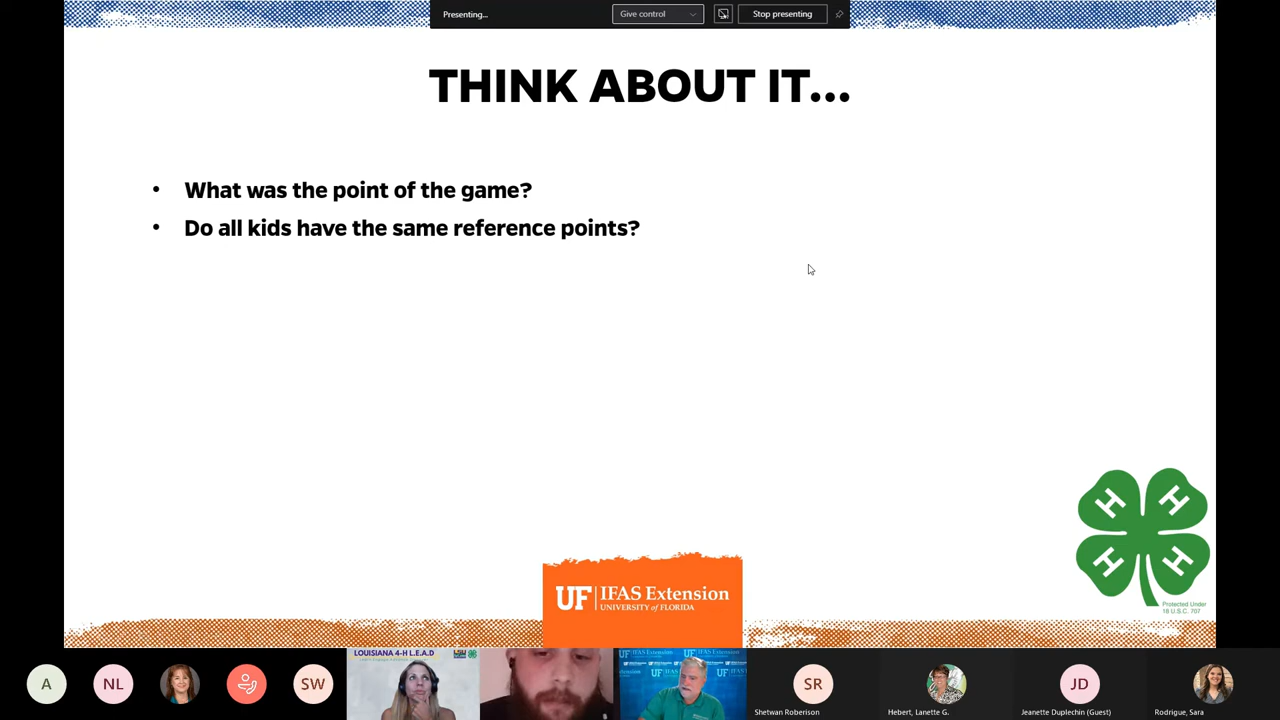 Presenting...
Give control
Stop presenting
THINK ABOUT IT...
• What was the point of the game?
• Do all kids have the same reference points?
H H
H H
Protected Under
18 U.S.C. 707
UF IFAS Extension
UNIVERSITY of FLORIDA
A
NL
SW
LOUISIANA 4-H L.E.A.D
UF IFAS Extension
SR
JD
Shetwan Roberison
Hebert, Lanette G.
Jeanette Duplechin (Guest)
Rodrigue, Sara